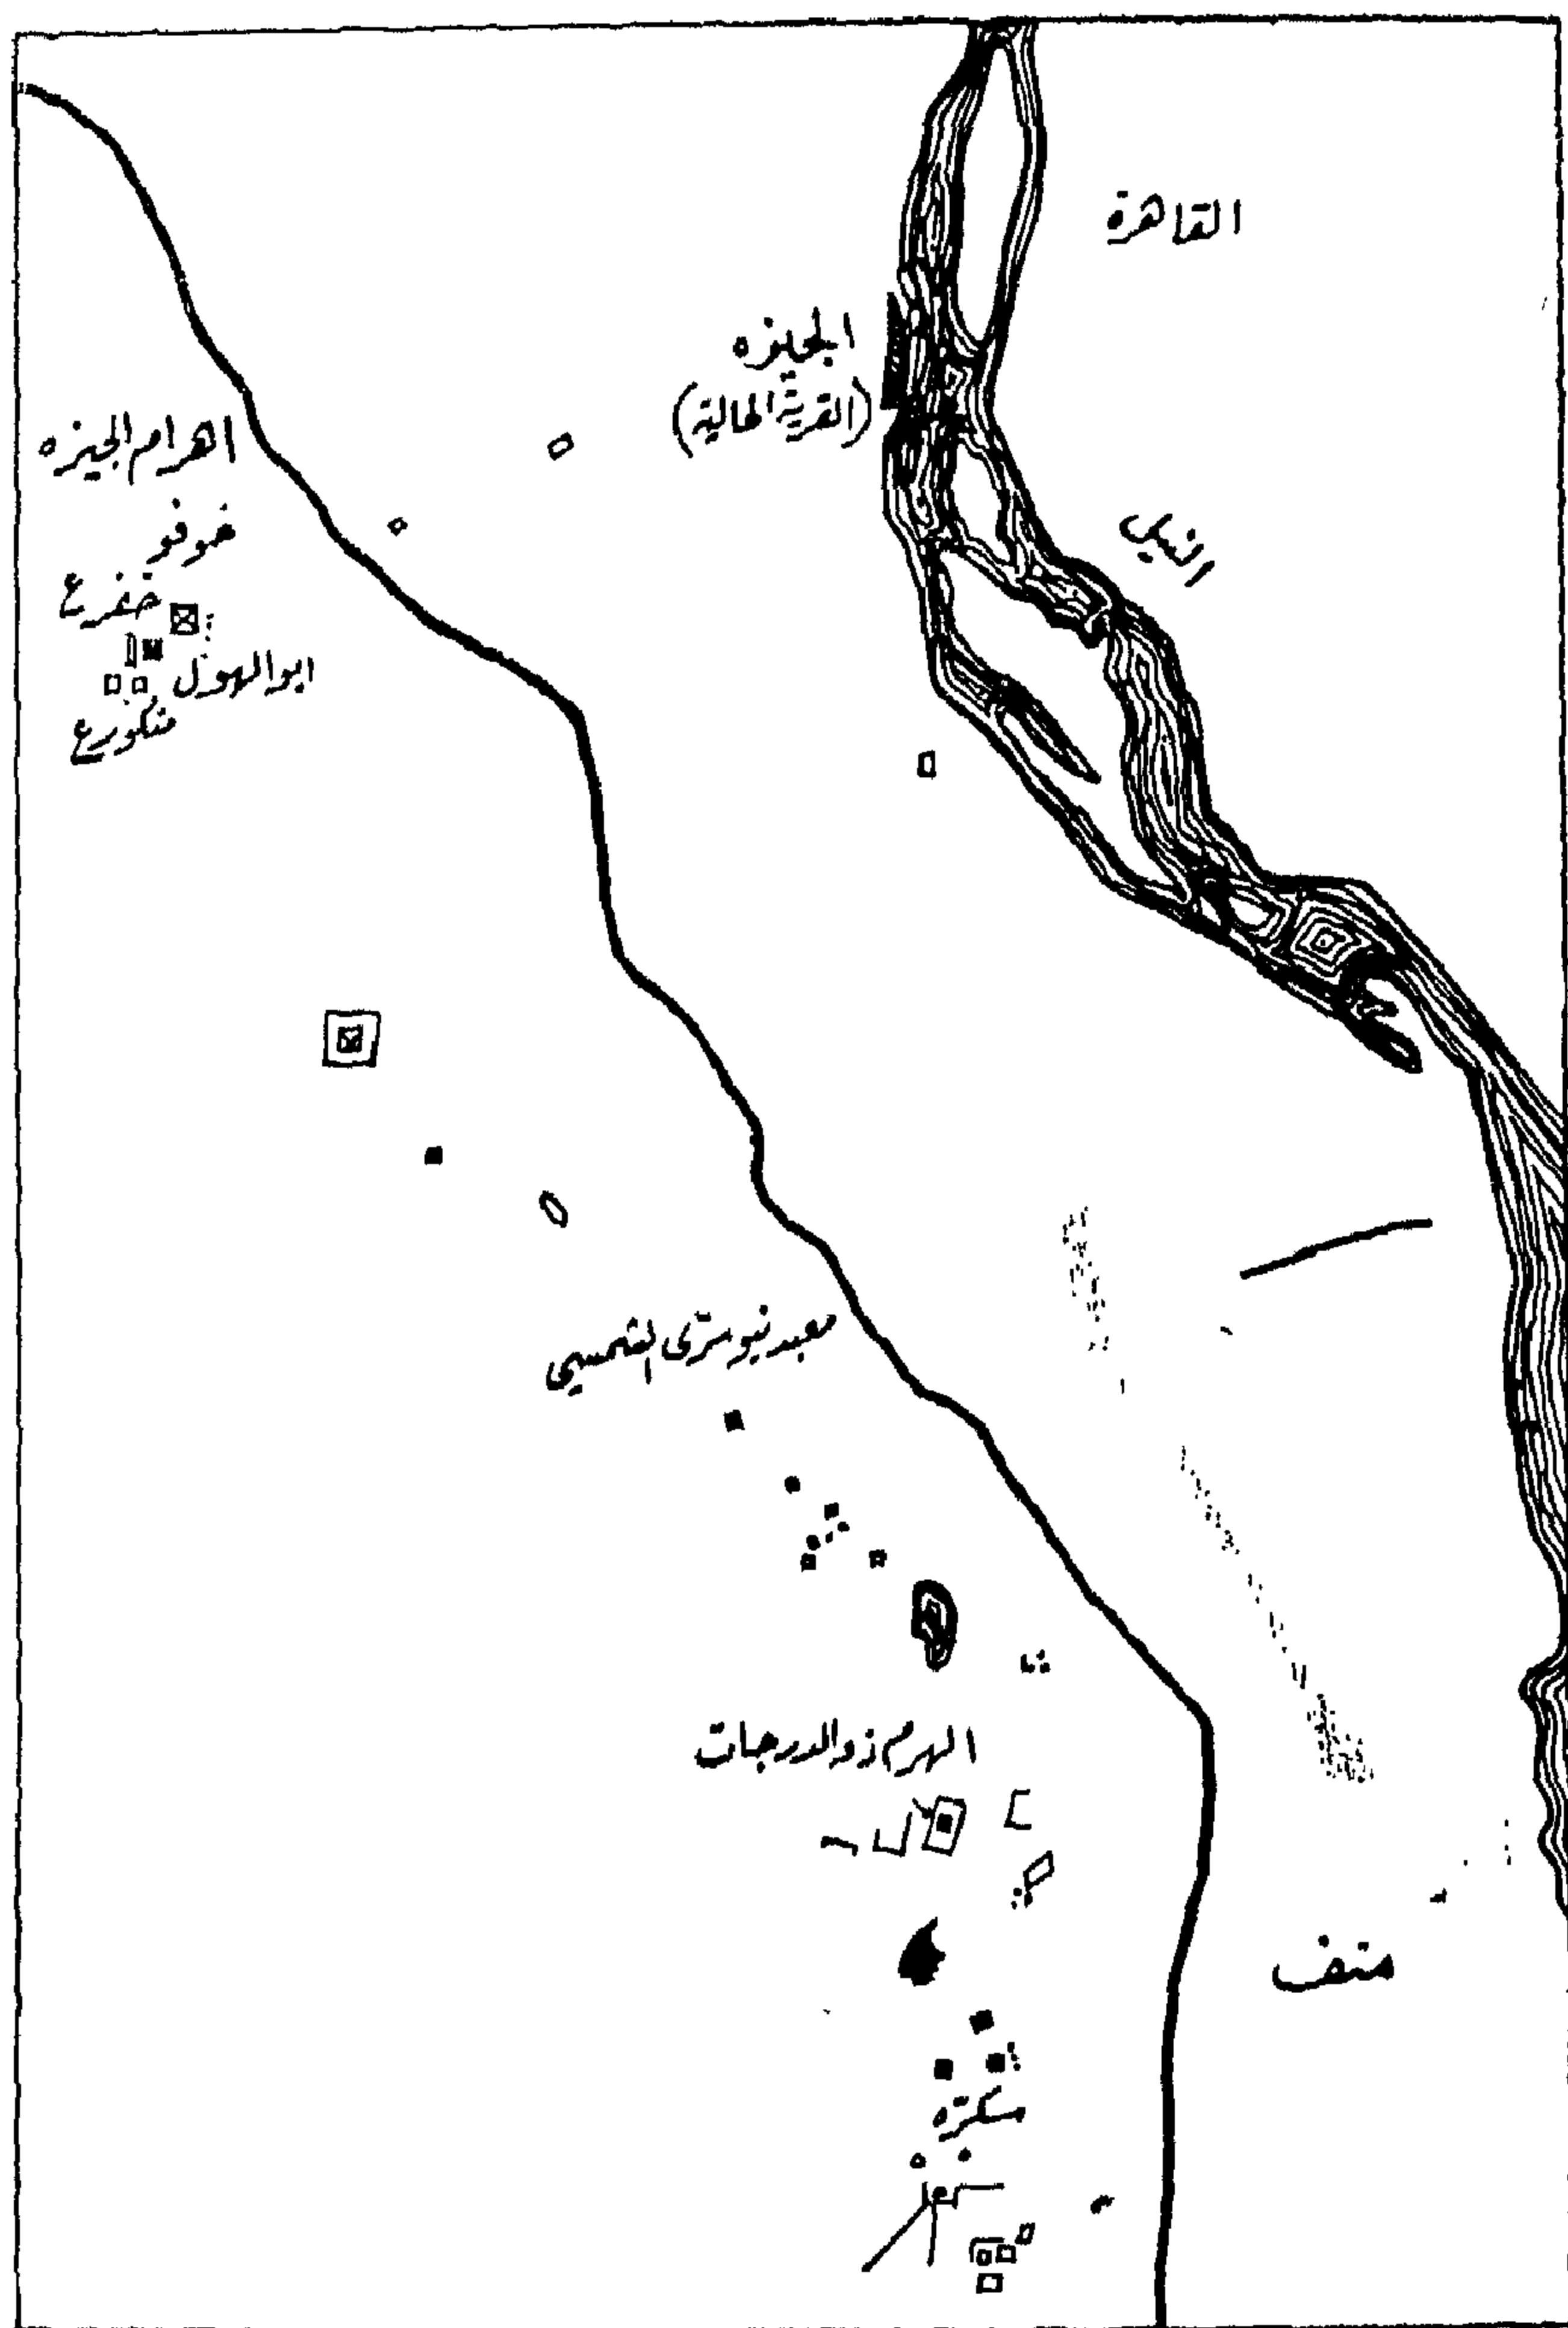 القاهرة
الجيزه
(القرية الحالية)
النيل
اهرام الجيزه
خوفو
خفرع
ابو الهول
منكورع
معبد نيوسرى الشمسي
الهرم ذو الدرجات
منف
سكره